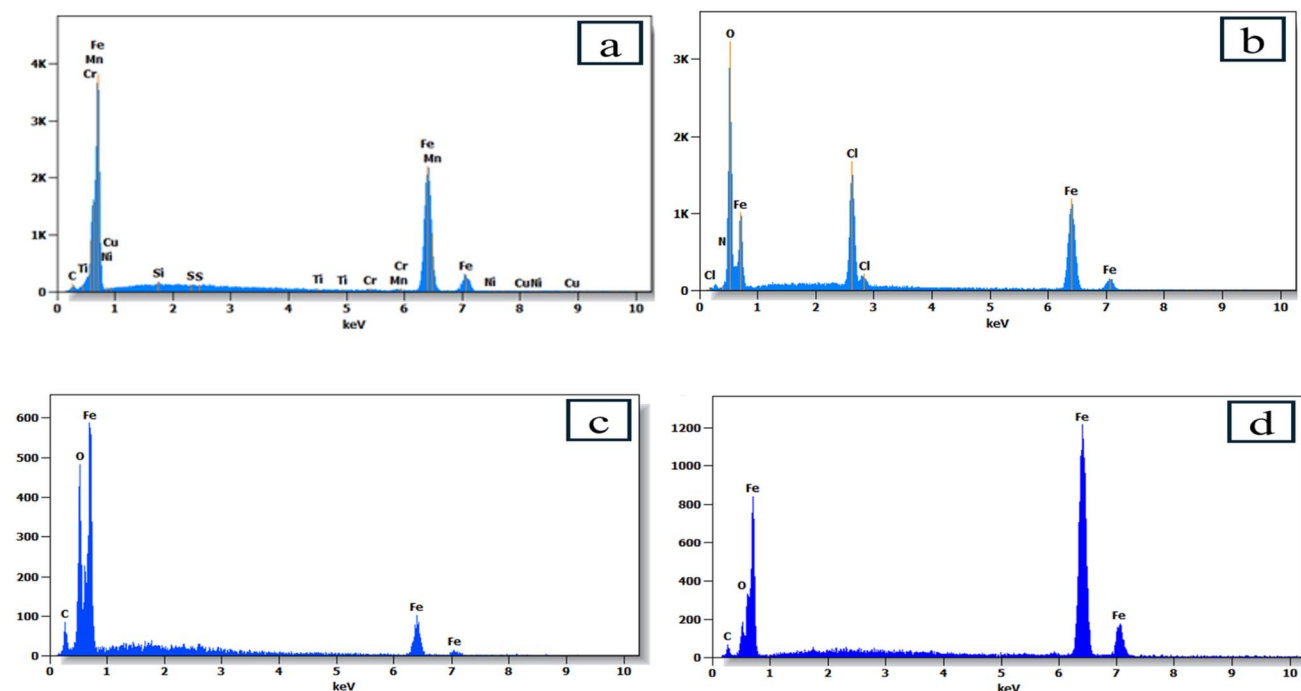 a
4K
3K
2K
1K
0
Fe
Mn
Cr
C
Ti
Cu
Ni
Si
S S
Ti
Ti
Cr
Cr
Mn
Fe
Mn
Fe
Ni
Cu Ni
Cu
0 1 2 3 4 5 6 7 8 9 10
keV
b
3K
2K
1K
0
O
Cl
N
Fe
Cl
Cl
Fe
Fe
0 1 2 3 4 5 6 7 8 9 10
keV
c
600
500
400
300
200
100
0
C
O
Fe
Fe
Fe
0 1 2 3 4 5 6 7 8 9 10
keV
d
1200
1000
800
600
400
200
0
C
O
Fe
Fe
Fe
0 1 2 3 4 5 6 7 8 9 10
keV